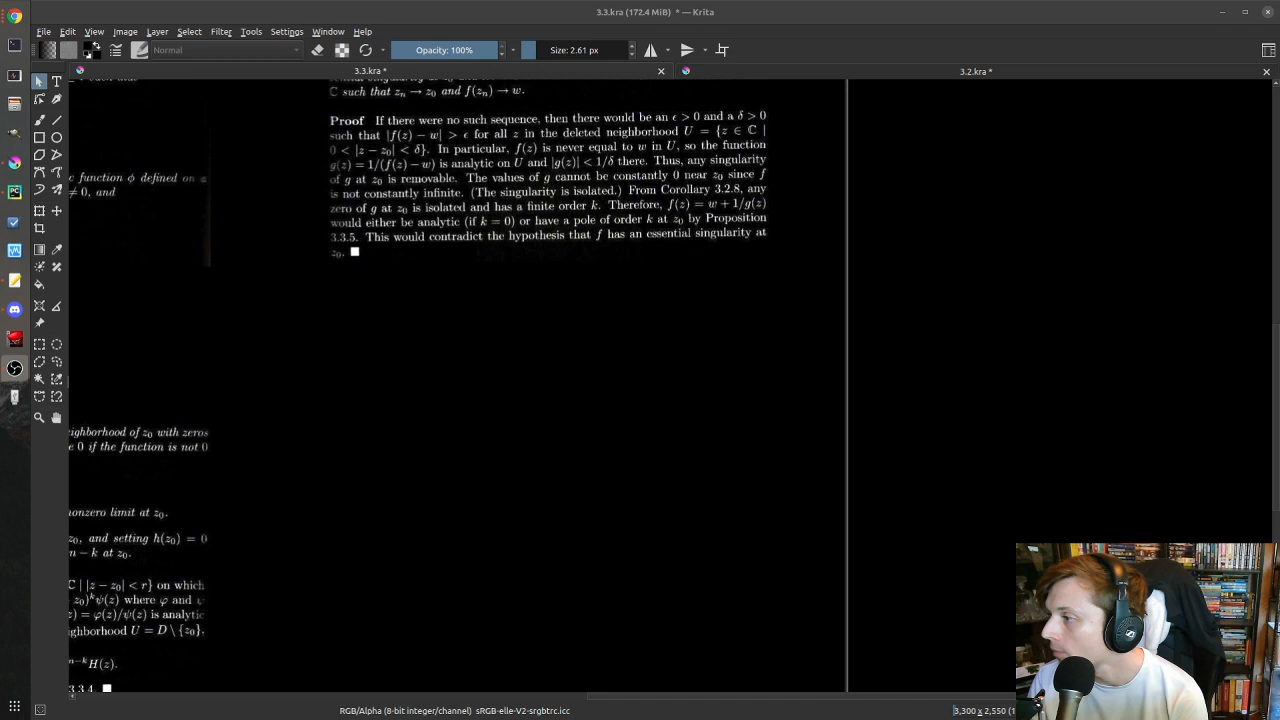 3.3.kra (172.4 MiB) * — Krita
File Edit View Image Layer Select Filter Tools Settings Window Help
Normal Opacity: 100% Size: 2.61 px
3.3.kra * 3.2.kra *
ℂ such that zₙ → z₀ and f(zₙ) → w.
Proof If there were no such sequence, then there would be an ϵ > 0 and a δ > 0
such that |f(z) − w| > ϵ for all z in the deleted neighborhood U = {z ∈ ℂ |
0 < |z − z₀| < δ}. In particular, f(z) is never equal to w in U, so the function
g(z) = 1/(f(z) − w) is analytic on U and |g(z)| < 1/δ there. Thus, any singularity
of g at z₀ is removable. The values of g cannot be constantly 0 near z₀ since f
is not constantly infinite. (The singularity is isolated.) From Corollary 3.2.8, any
zero of g at z₀ is isolated and has a finite order k. Therefore, f(z) = w + 1/g(z)
would either be analytic (if k = 0) or have a pole of order k at z₀ by Proposition
3.3.5. This would contradict the hypothesis that f has an essential singularity at
z₀.
c function ϕ defined on a
≠ 0, and
eighborhood of z₀ with zeros
e 0 if the function is not 0
nonzero limit at z₀.
z₀, and setting h(z₀) = 0
n − k at z₀.
ℂ | |z − z₀| < r} on which
z₀)ᵏψ(z) where φ and ψ
z) = φ(z)/ψ(z) is analytic
ighborhood U = D \ {z₀},
ⁿ⁻ᵏH(z).
3.3.4.
RGB/Alpha (8-bit integer/channel) sRGB-elle-V2-srgbtrc.icc
3,300 x 2,550 (1